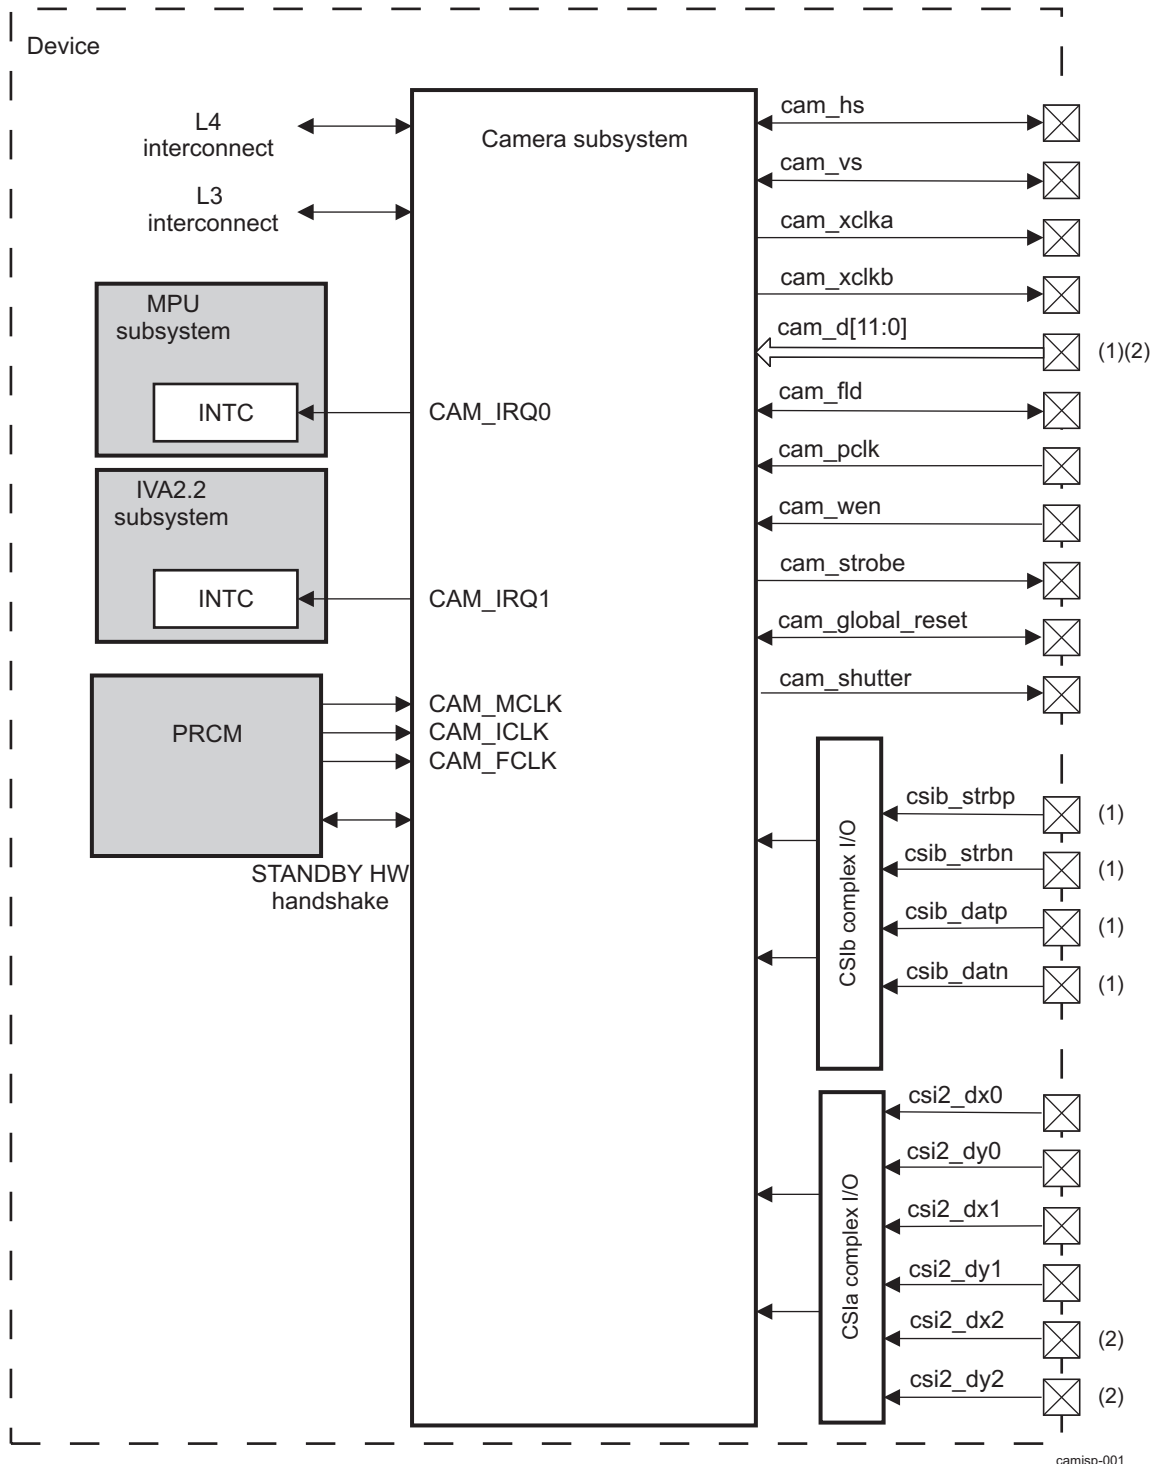 Device
L4
interconnect
L3
interconnect
MPU
subsystem
INTC
IVA2.2
subsystem
INTC
PRCM
STANDBY HW
handshake
Camera subsystem
CAM_IRQ0
CAM_IRQ1
CAM_MCLK
CAM_ICLK
CAM_FCLK
cam_hs
cam_vs
cam_xclka
cam_xclkb
cam_d[11:0]
(1)(2)
cam_fld
cam_pclk
cam_wen
cam_strobe
cam_global_reset
cam_shutter
CSIb complex I/O
csib_strbp
(1)
csib_strbn
(1)
csib_datp
(1)
csib_datn
(1)
CSIa complex I/O
csi2_dx0
csi2_dy0
csi2_dx1
csi2_dy1
csi2_dx2
(2)
csi2_dy2
(2)
camisp-001